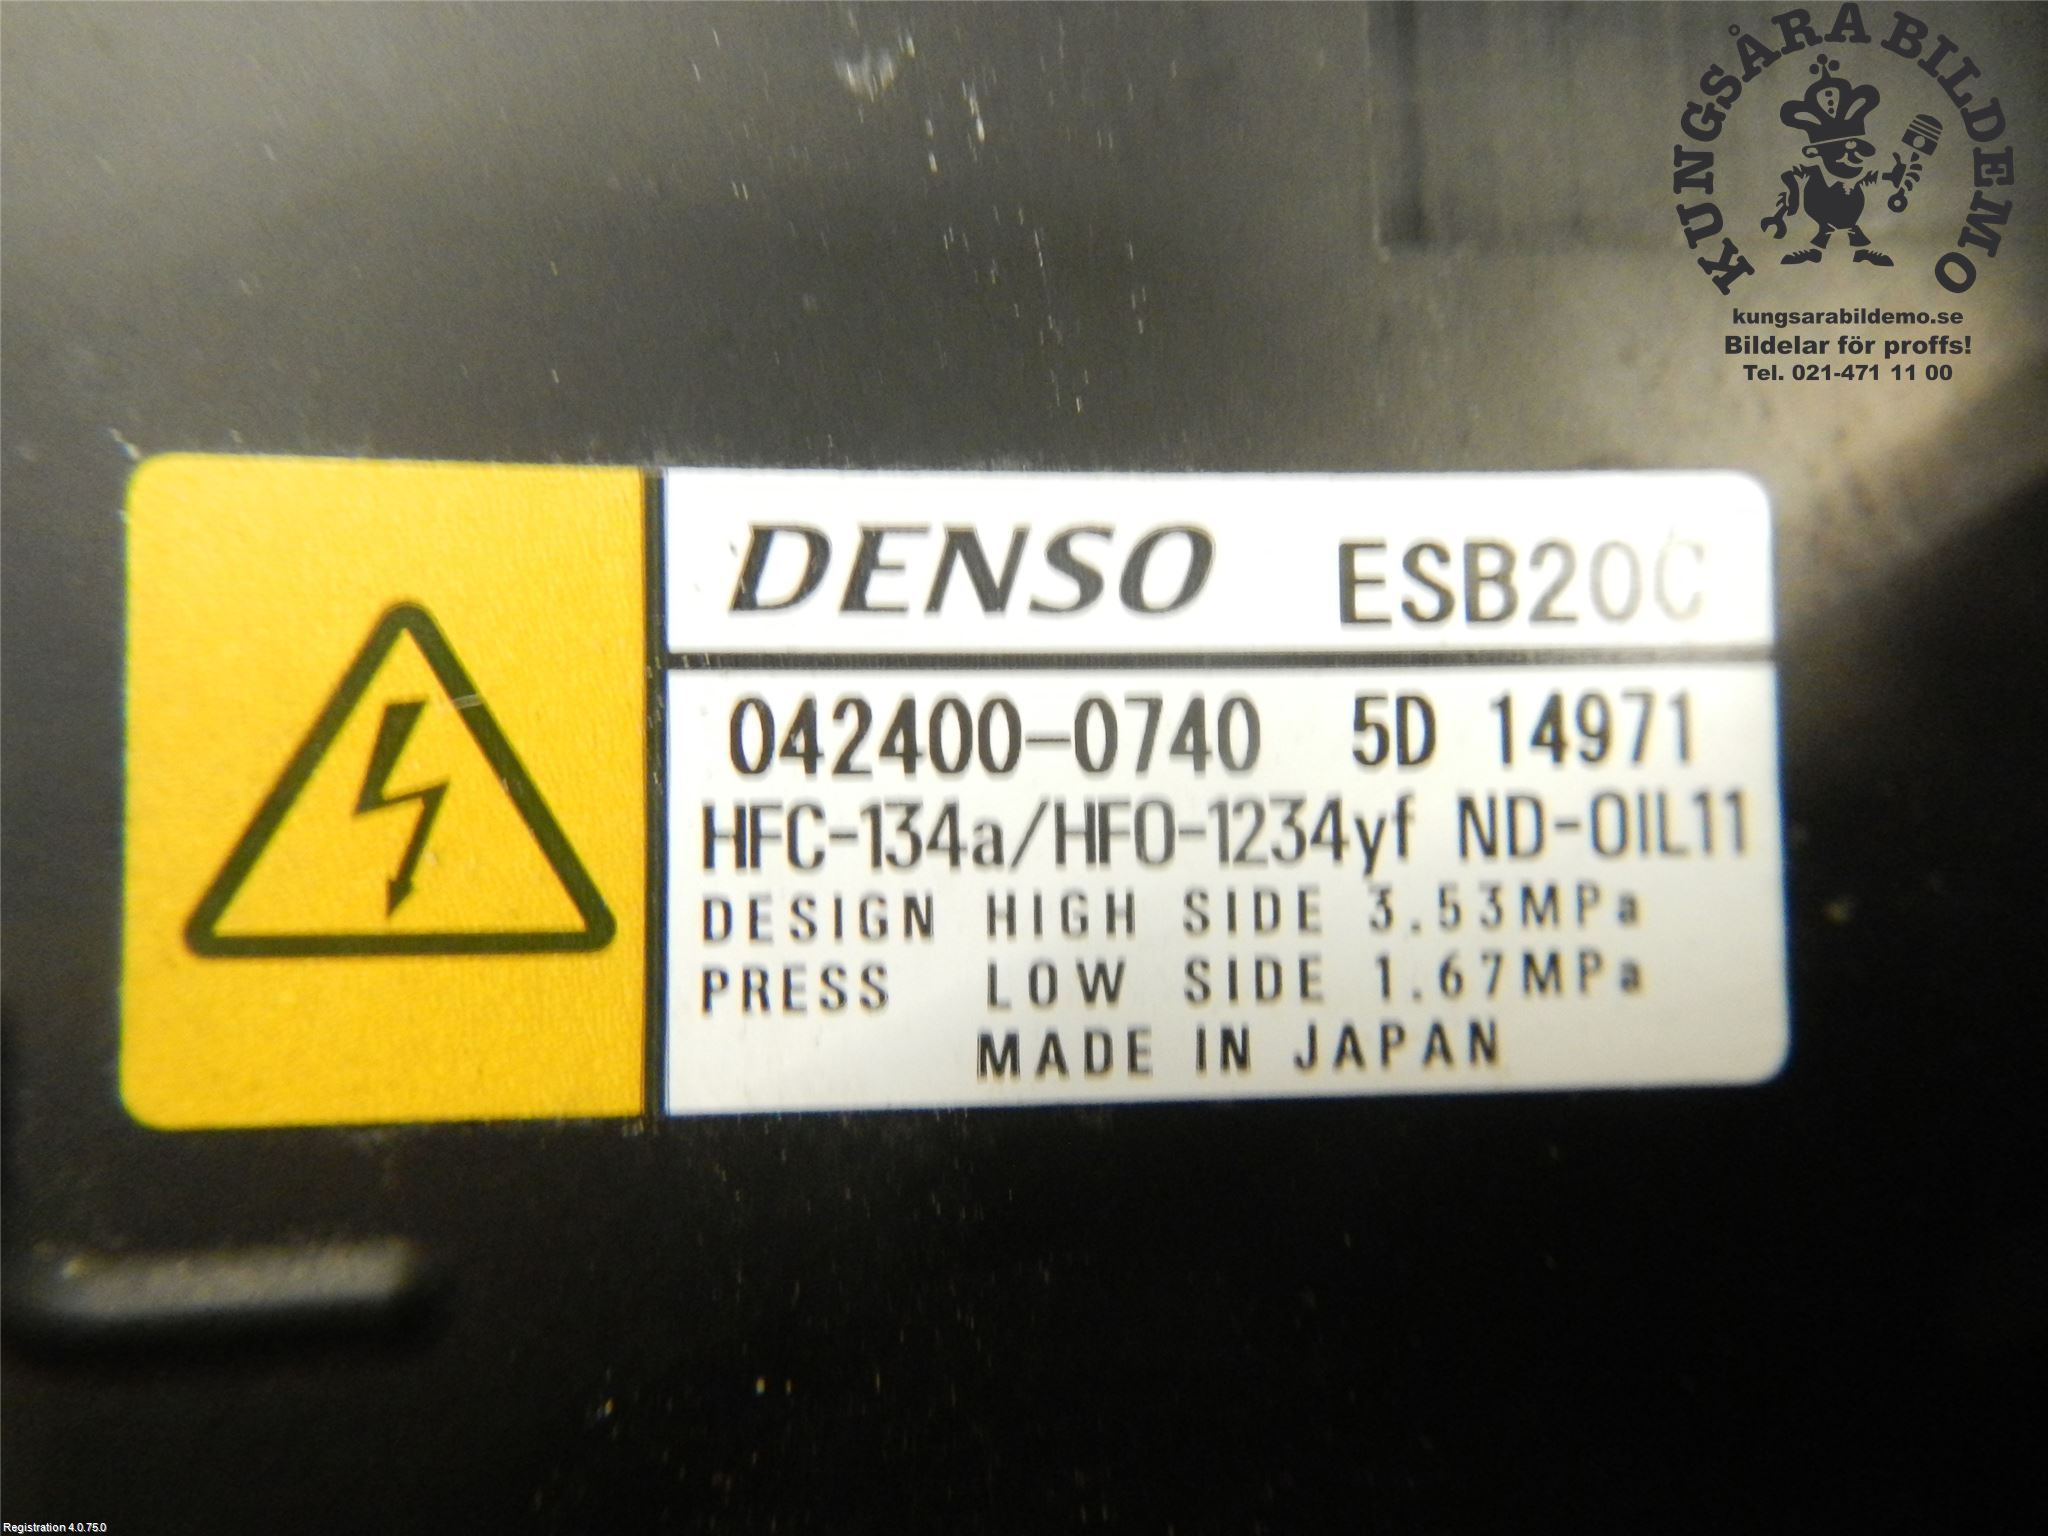 KUNGSÅRA BILDEMO
kungsarabildemo.se
Bildelar för proffs!
Tel. 021-471 11 00
DENSO ESB20C
042400-0740 5D 14971
HFC-134a/HFO-1234yf ND-OIL11
DESIGN HIGH SIDE 3.53MPa
PRESS LOW SIDE 1.67MPa
MADE IN JAPAN
Registration 4.0.75.0